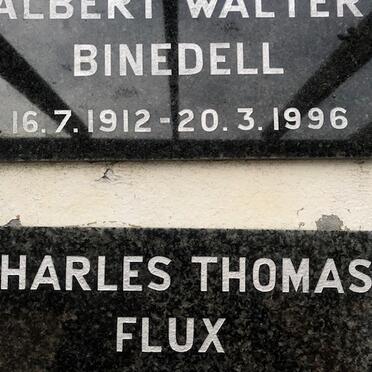 ALBERT WALTER
BINEDELL
16.7.1912-20.3.1996
HARLES THOMAS
FLUX